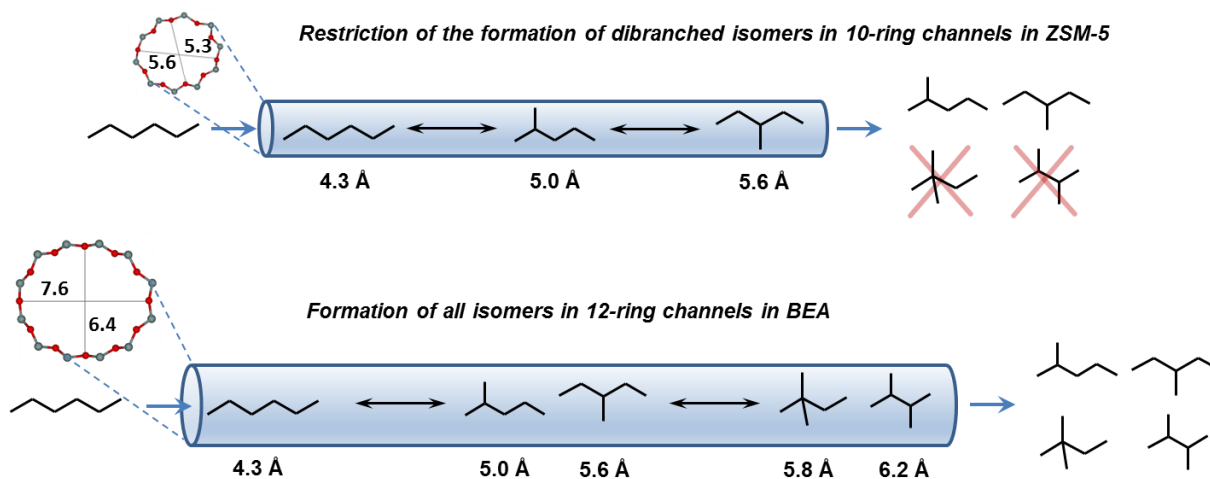 Restriction of the formation of dibranched isomers in 10-ring channels in ZSM-5
5.3
5.6
4.3 Å
5.0 Å
5.6 Å
Formation of all isomers in 12-ring channels in BEA
7.6
6.4
4.3 Å
5.0 Å
5.6 Å
5.8 Å
6.2 Å